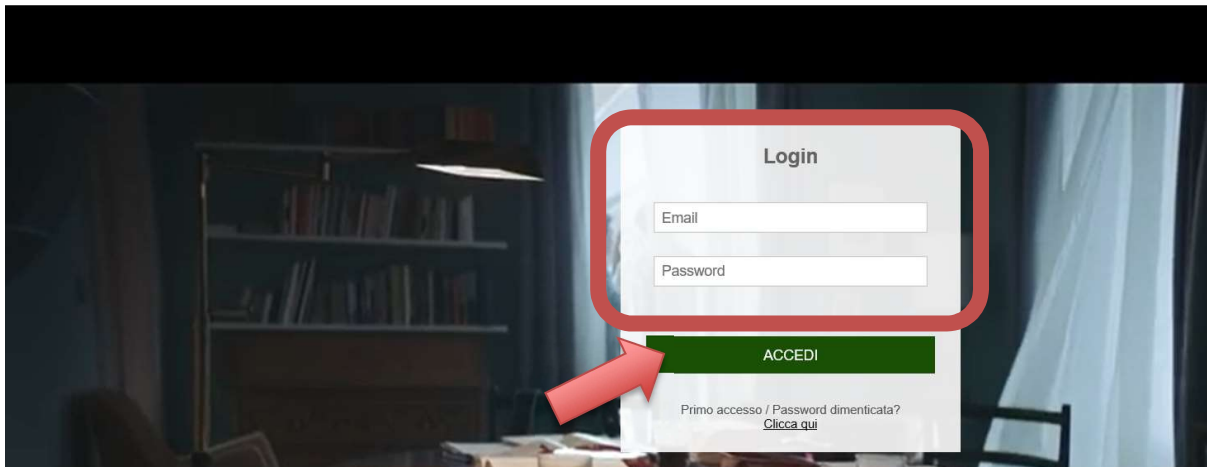 Login
Email
Password
ACCEDI
Primo accesso / Password dimenticata?
Clicca qui